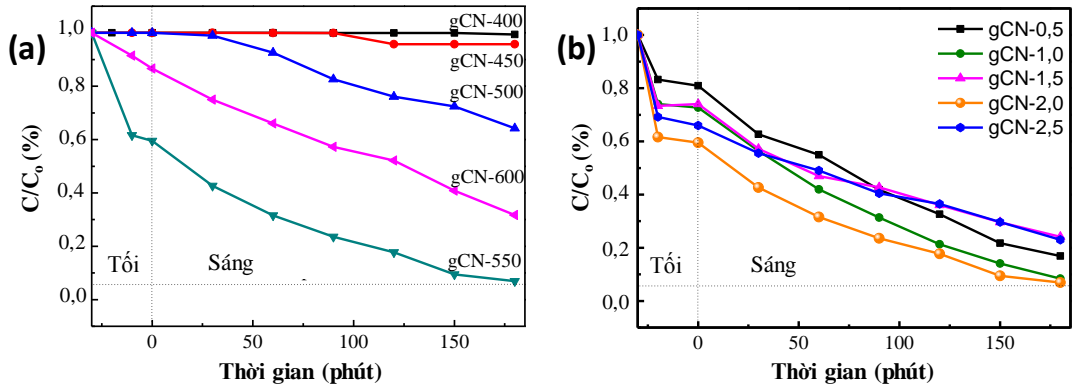 (a)
C/Co (%)
1,0
0,8
0,6
0,4
0,2
0,0
gCN-400
gCN-450
gCN-500
gCN-600
gCN-550
Tối
Sáng
0
50
100
150
Thời gian (phút)
(b)
C/Co (%)
1,0
0,8
0,6
0,4
0,2
0,0
gCN-0,5
gCN-1,0
gCN-1,5
gCN-2,0
gCN-2,5
Tối
Sáng
0
50
100
150
Thời gian (phút)